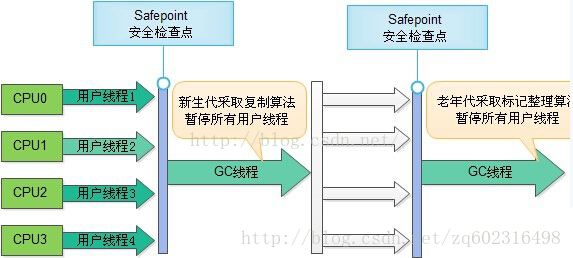 Safepoint
安全检查点
Safepoint
安全检查点
CPU0
用户线程1
新生代采取复制算法
暂停所有用户线程
老年代采取标记整理算
暂停所有用户线程
CPU1
用户线程2
http://blog.csdn.net/
GC线程
GC线程
CPU2
用户线程3
CPU3
用户线程4
http://blog.csdn.net/zq602316498